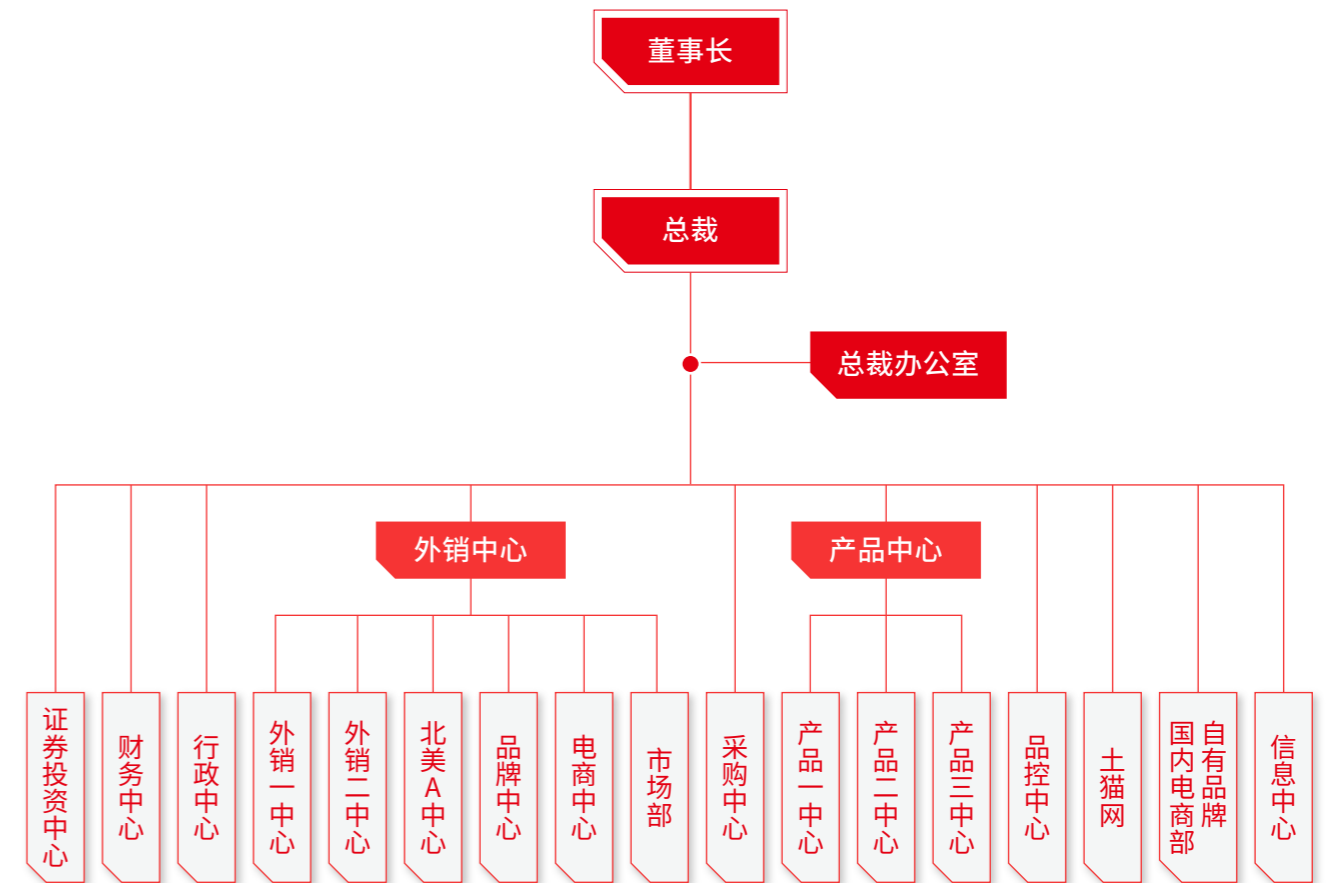 董事长
总裁
总裁办公室
外销中心
产品中心
证券投资中心
财务中心
行政中心
外销一中心
外销二中心
北美A中心
品牌中心
电商中心
市场部
采购中心
产品一中心
产品二中心
产品三中心
品控中心
土猫网
自有品牌
国内电商部
信息中心